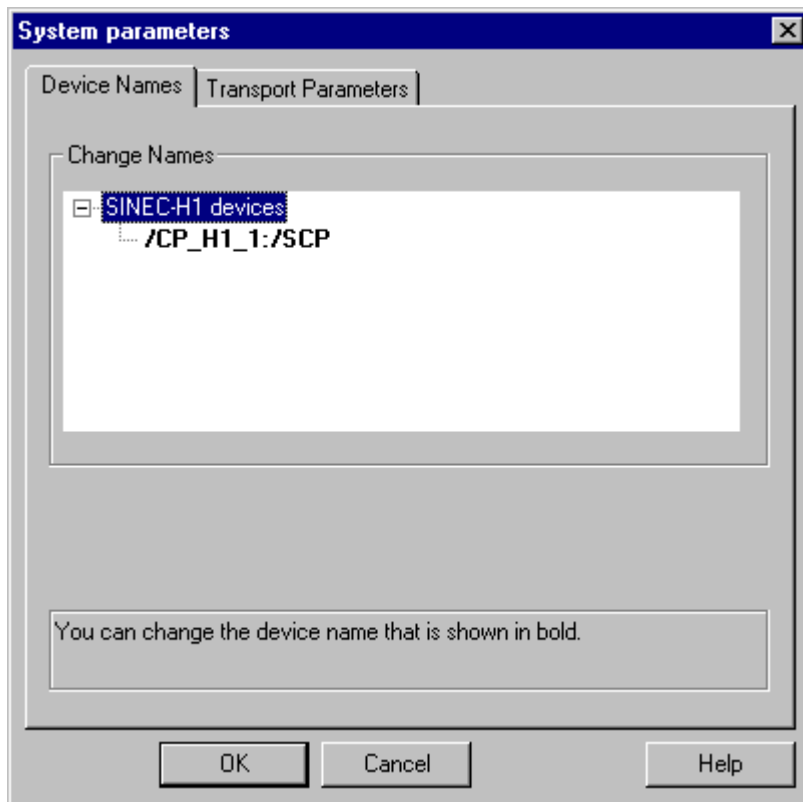 System parameters
Device Names
Transport Parameters
Change Names
SINEC-H1 devices
/CP_H1_1:/SCP
You can change the device name that is shown in bold.
OK
Cancel
Help